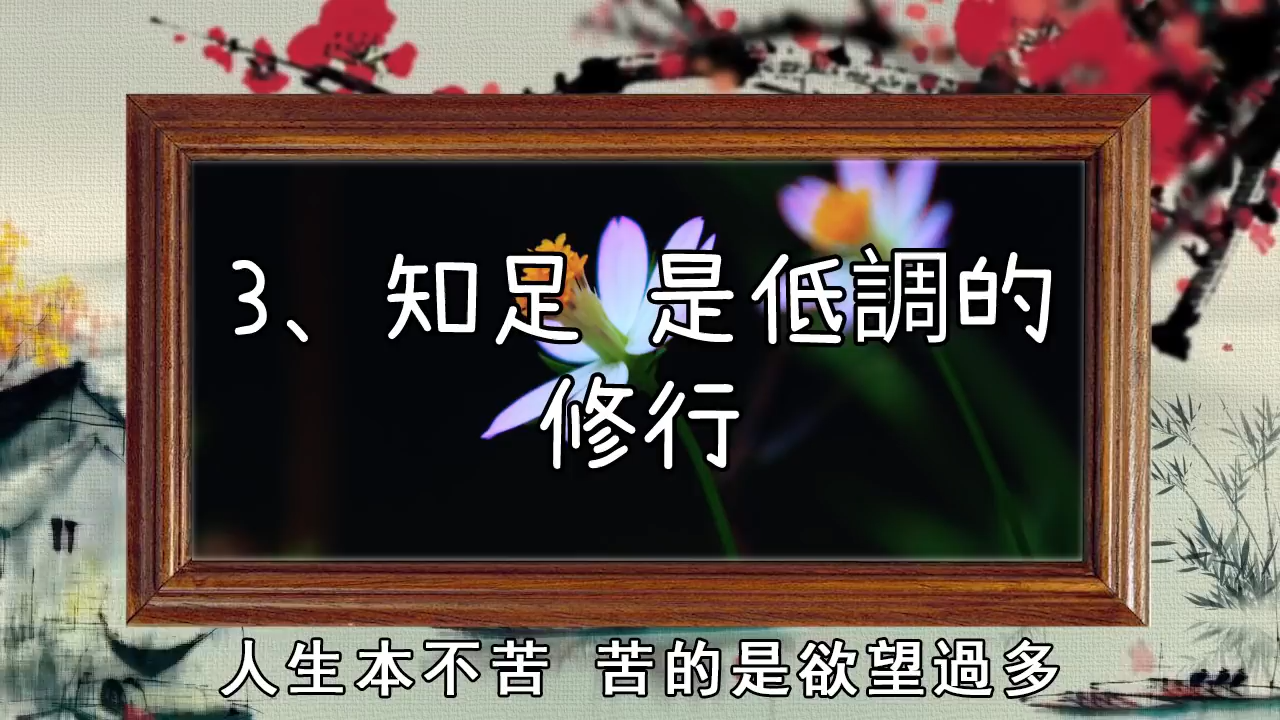 3、知足 是低調的
修行
人生本不苦 苦的是欲望過多